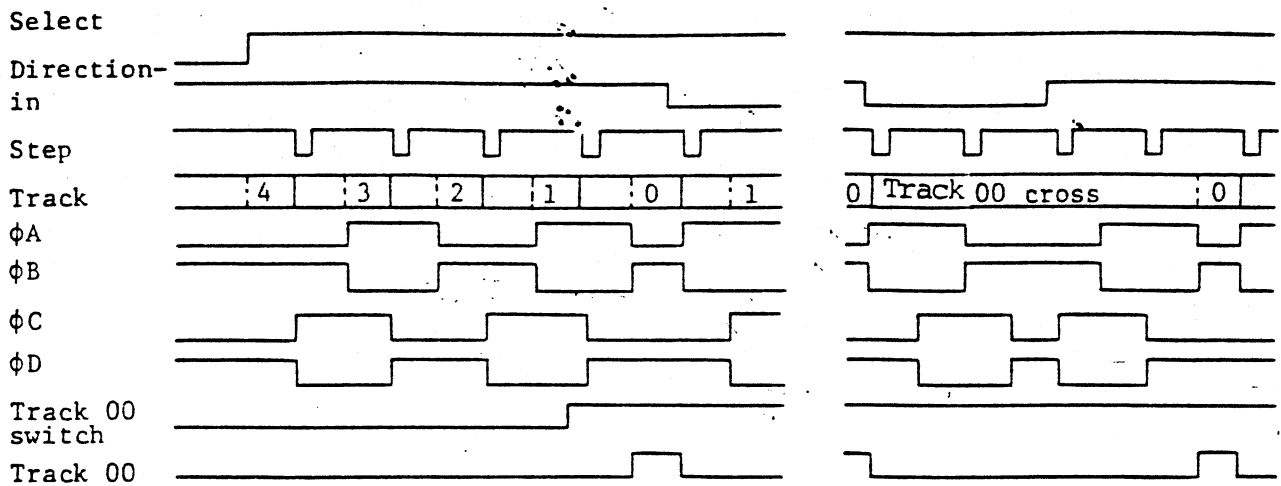 Select
Direction-
in
Step
Track 4 3 2 1 0 1 0 Track 00 cross 0
φA
φB
φC
φD
Track 00
switch
Track 00